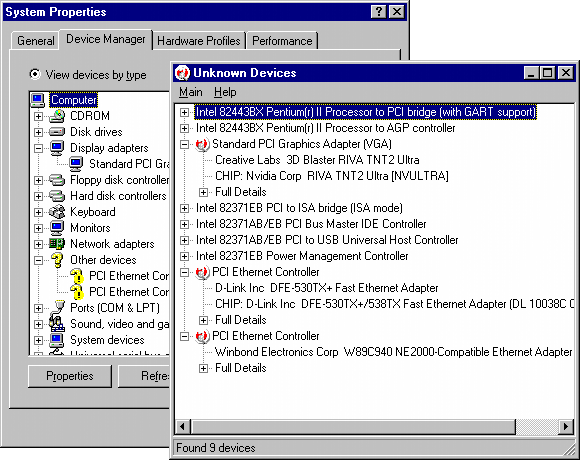 System Properties
General
Device Manager
Hardware Profiles
Performance
View devices by type
Computer
CDROM
Disk drives
Display adapters
Standard PCI Gra
Floppy disk controllers
Hard disk controllers
Keyboard
Monitors
Network adapters
Other devices
PCI Ethernet Con
PCI Ethernet Con
Ports (COM & LPT)
Sound, video and ga
System devices
Universal serial bus
Properties
Refre
Unknown Devices
Main Help
Intel 82443BX Pentium(r) II Processor to PCI bridge (with GART support)
Intel 82443BX Pentium(r) II Processor to AGP controller
Standard PCI Graphics Adapter (VGA)
Creative Labs 3D Blaster RIVA TNT2 Ultra
CHIP: Nvidia Corp RIVA TNT2 Ultra [NVULTRA]
Full Details
Intel 82371EB PCI to ISA bridge (ISA mode)
Intel 82371AB/EB PCI Bus Master IDE Controller
Intel 82371AB/EB PCI to USB Universal Host Controller
Intel 82371EB Power Management Controller
PCI Ethernet Controller
D-Link Inc DFE-530TX+ Fast Ethernet Adapter
CHIP: D-Link Inc DFE-530TX+/538TX Fast Ethernet Adapter (DL 10038C C
Full Details
PCI Ethernet Controller
Winbond Electronics Corp W89C940 NE2000-Compatible Ethernet Adapter
Full Details
Found 9 devices